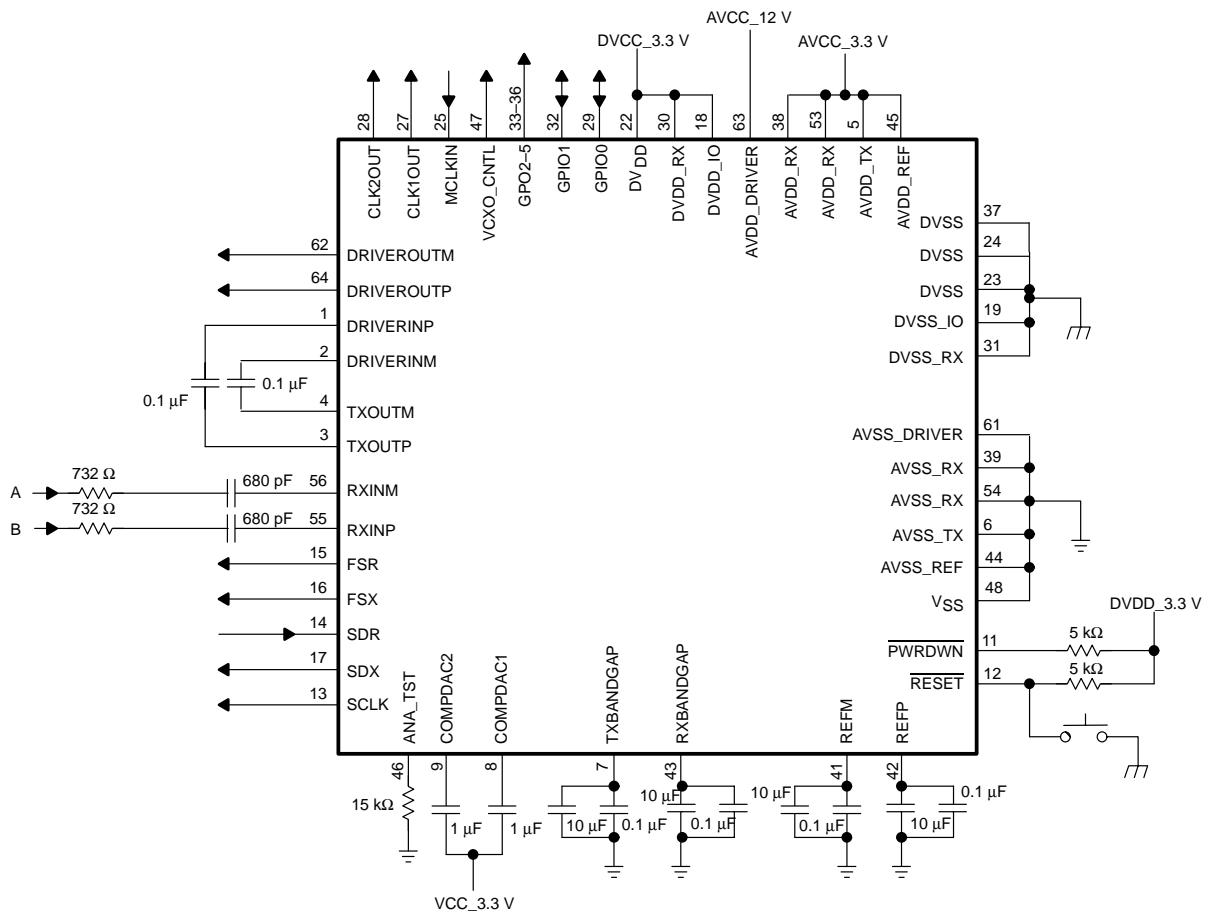 AVCC_12 V
DVCC_3.3 V
AVCC_3.3 V
28
27
25
47
33–36
32
29
22
30
18
63
38
53
5
45
CLK2OUT
CLK1OUT
MCLKIN
VCXO_CNTL
GPO2–5
GPIO1
GPIO0
DVDD
DVDD_RX
DVDD_IO
AVDD_DRIVER
AVDD_RX
AVDD_RX
AVDD_TX
AVDD_REF
62
DRIVEROUTM
64
DRIVEROUTP
1
DRIVERINP
2
DRIVERINM
0.1 μF
0.1 μF
4
TXOUTM
3
TXOUTP
A
732 Ω
680 pF
56
RXINM
B
732 Ω
680 pF
55
RXINP
15
FSR
16
FSX
14
SDR
17
SDX
13
SCLK
DVSS
37
DVSS
24
DVSS
23
DVSS_IO
19
DVSS_RX
31
AVSS_DRIVER
61
AVSS_RX
39
AVSS_RX
54
AVSS_TX
6
AVSS_REF
44
VSS
48
DVDD_3.3 V
PWRDWN
11
5 kΩ
RESET
12
5 kΩ
ANA_TST
COMPDAC2
COMPDAC1
TXBANDGAP
RXBANDGAP
REFM
REFP
46
9
8
7
43
41
42
15 kΩ
1 μF
1 μF
10 μF
0.1 μF
10 μF
0.1 μF
10 μF
0.1 μF
10 μF
0.1 μF
VCC_3.3 V